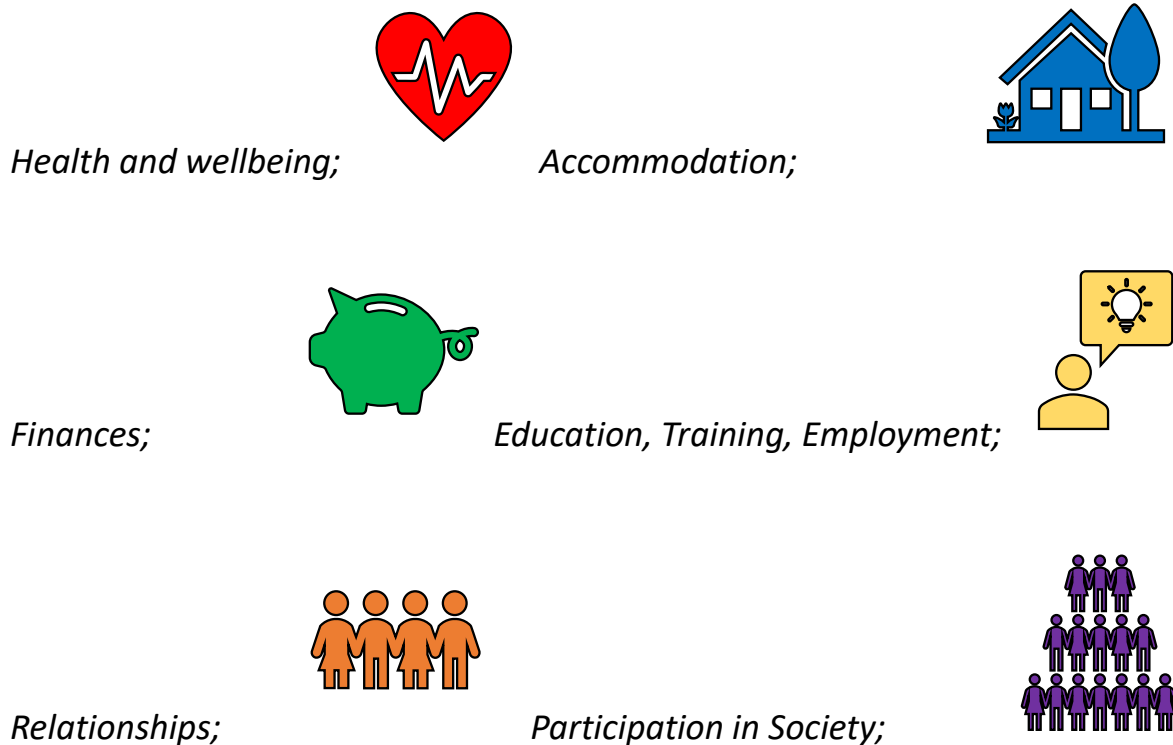 Health and wellbeing;
Accommodation;
Finances;
Education, Training, Employment;
Relationships;
Participation in Society;